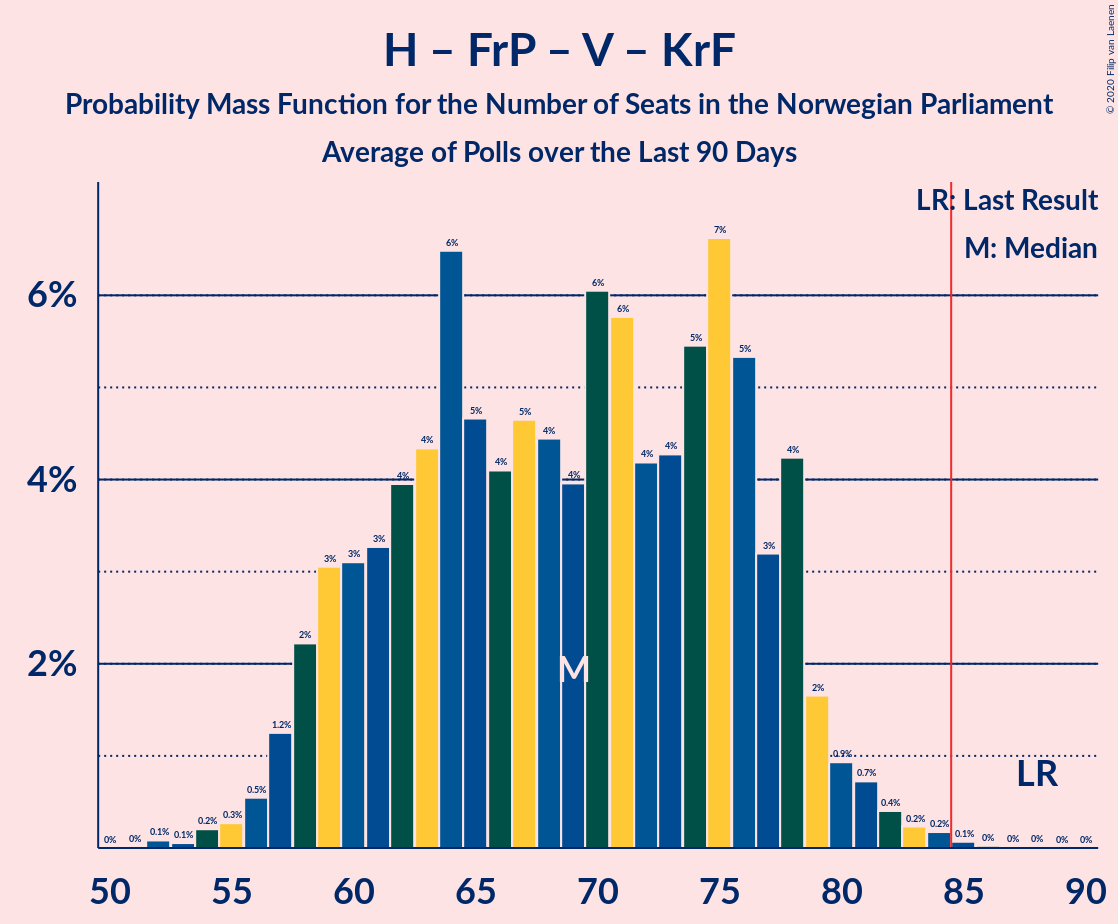 © 2020 Filip van Laenen
H – FrP – V – KrF
Probability Mass Function for the Number of Seats in the Norwegian Parliament
Average of Polls over the Last 90 Days
LR: Last Result
M: Median
6%
4%
2%
0% 0% 0.1% 0.1% 0.2% 0.3% 0.5% 1.2% 2% 3% 3% 3% 4% 4% 6% 5% 4% 5% 4% 4% 6% 6% 4% 4% 5% 7% 5% 3% 4% 2% 0.9% 0.7% 0.4% 0.2% 0.2% 0.1% 0% 0% 0% 0% 0%
M
LR
50 55 60 65 70 75 80 85 90